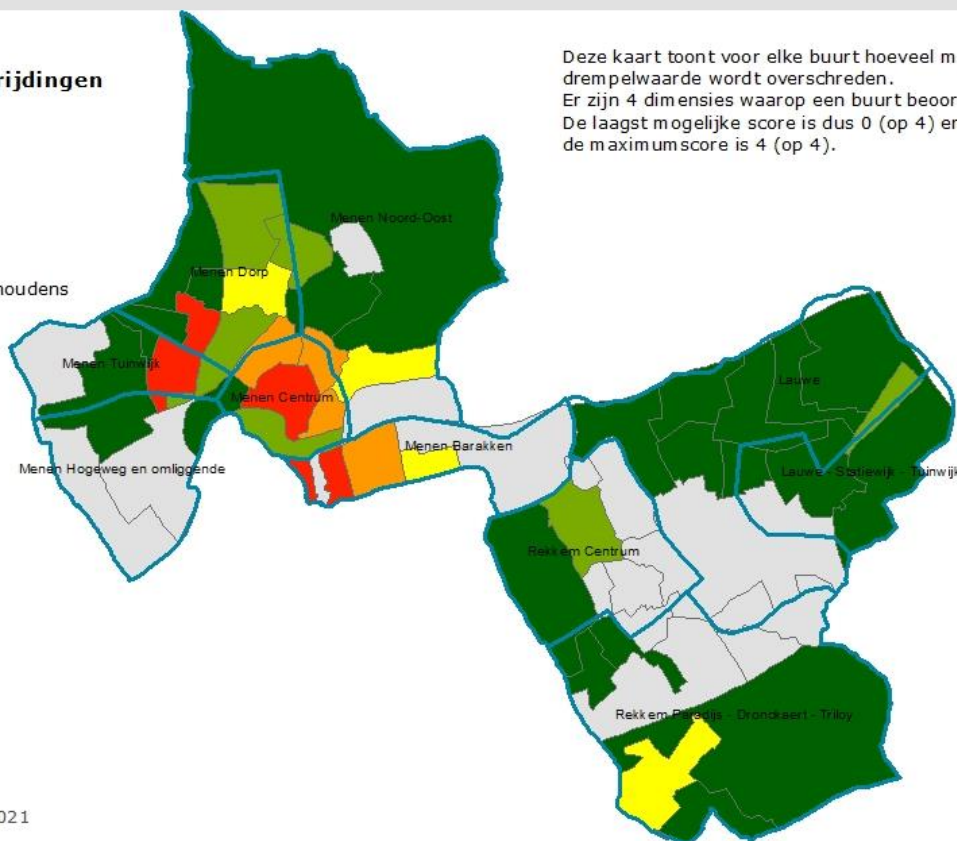 rijdingen
Deze kaart toont voor elke buurt hoeveel m
drempelwaarde wordt overschreden.
Er zijn 4 dimensies waarop een buurt beoor
De laagst mogelijke score is dus 0 (op 4) en
de maximumscore is 4 (op 4).
Menen Noord-Oost
Menen Dorp
oudens
Menen Tuinwijk
Lauwe
Menen Centrum
Menen Barakken
Menen Hogeweg en omliggende
Lauwe - Statiewijk - Tuinwijk
Rekkem Centrum
Rekkem Paradijs - Dronckaert - Triloy
021